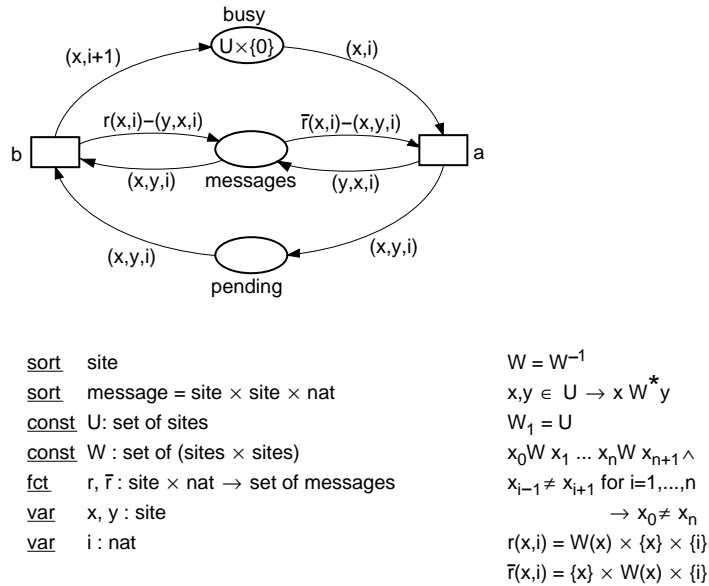 busy
U×{0}
(x,i+1)
(x,i)
r(x,i)−(y,x,i)
r̄(x,i)−(x,y,i)
b
a
(x,y,i)
messages
(y,x,i)
(x,y,i)
(x,y,i)
pending
sort site
W = W⁻¹
sort message = site × site × nat
x,y ∈ U → x W* y
const U: set of sites
W₁ = U
const W : set of (sites × sites)
x₀W x₁ ... xₙW xₙ₊₁ ∧
fct r, r̄ : site × nat → set of messages
xᵢ₋₁ ≠ xᵢ₊₁ for i=1,...,n
var x, y : site
→ x₀ ≠ xₙ
var i : nat
r(x,i) = W(x) × {x} × {i}
r̄(x,i) = {x} × W(x) × {i}